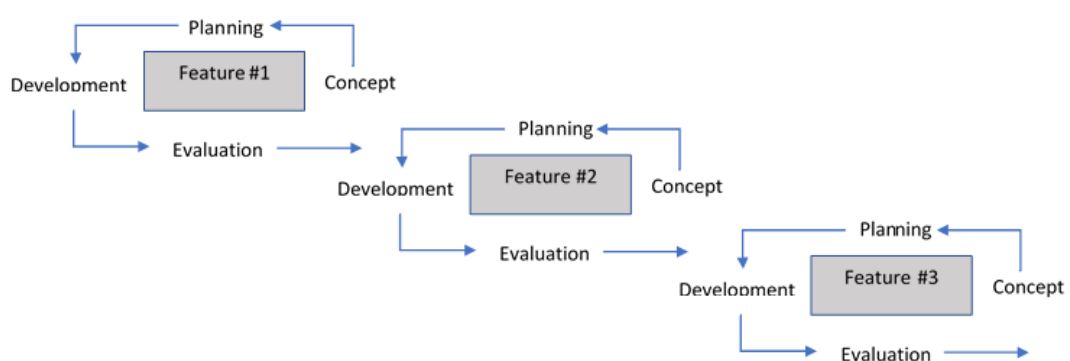 Planning
Feature #1
Development
Concept
Evaluation
Planning
Feature #2
Development
Concept
Evaluation
Planning
Feature #3
Development
Concept
Evaluation